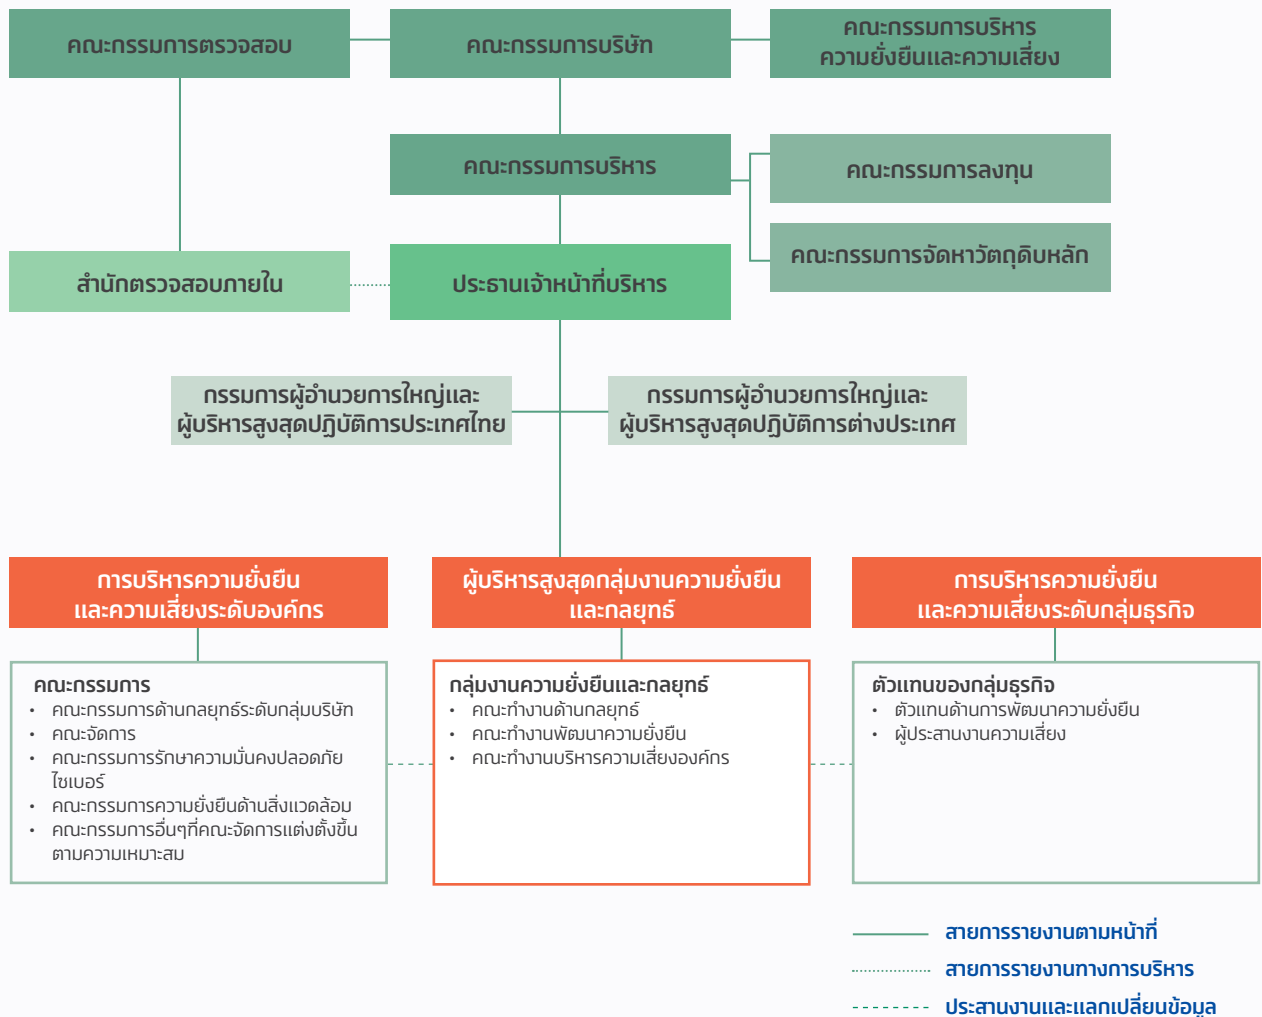 คณะกรรมการตรวจสอบ
คณะกรรมการบริษัท
คณะกรรมการบริหาร
ความยั่งยืนและความเสี่ยง
คณะกรรมการบริหาร
คณะกรรมการลงทุน
คณะกรรมการจัดหาวัตถุดิบหลัก
สำนักตรวจสอบภายใน
ประธานเจ้าหน้าที่บริหาร
กรรมการผู้อำนวยการใหญ่และ
ผู้บริหารสูงสุดปฏิบัติการประเทศไทย
กรรมการผู้อำนวยการใหญ่และ
ผู้บริหารสูงสุดปฏิบัติการต่างประเทศ
การบริหารความยั่งยืน
และความเสี่ยงระดับองค์กร
ผู้บริหารสูงสุดกลุ่มงานความยั่งยืน
และกลยุทธ์
การบริหารความยั่งยืน
และความเสี่ยงระดับกลุ่มธุรกิจ
คณะกรรมการ
• คณะกรรมการด้านกลยุทธ์ระดับกลุ่มบริษัท
• คณะจัดการ
• คณะกรรมการรักษาความมั่นคงปลอดภัย
ไซเบอร์
• คณะกรรมการความยั่งยืนด้านสิ่งแวดล้อม
• คณะกรรมการอื่นๆที่คณะจัดการแต่งตั้งขึ้น
ตามความเหมาะสม
กลุ่มงานความยั่งยืนและกลยุทธ์
• คณะทำงานด้านกลยุทธ์
• คณะทำงานพัฒนาความยั่งยืน
• คณะทำงานบริหารความเสี่ยงองค์กร
ตัวแทนของกลุ่มธุรกิจ
• ตัวแทนด้านการพัฒนาความยั่งยืน
• ผู้ประสานงานความเสี่ยง
สายการรายงานตามหน้าที่
สายการรายงานทางการบริหาร
ประสานงานและแลกเปลี่ยนข้อมูล